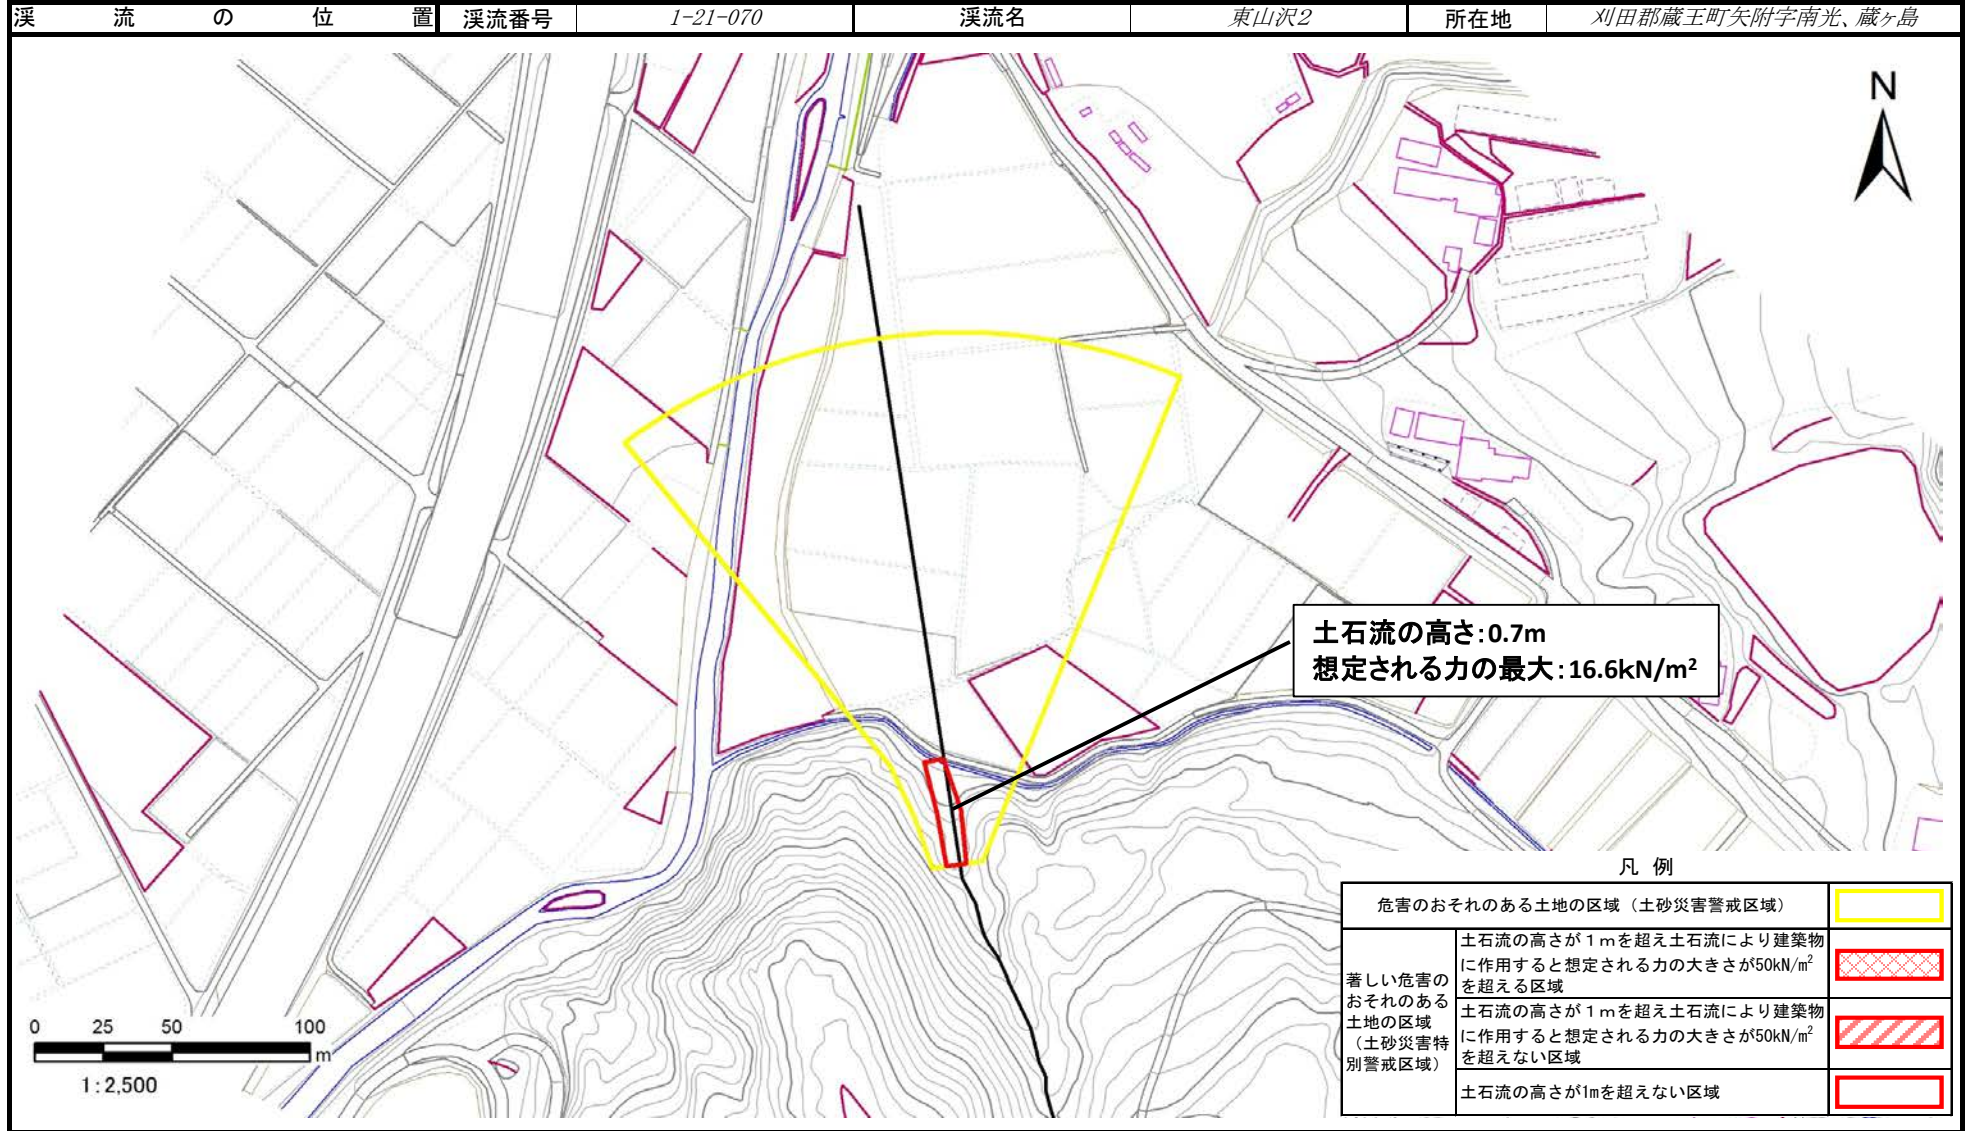 渓流の位置 渓流番号 1-21-070 渓流名 東山沢2 所在地 刈田郡蔵王町矢附字南光、蔵ヶ島
N
土石流の高さ：0.7m
想定される力の最大：16.6kN/m²
凡 例
危害のおそれのある土地の区域（土砂災害警戒区域）
著しい危害の
おそれのある
土地の区域
（土砂災害特
別警戒区域）
土石流の高さが１ｍを超え土石流により建築物
に作用すると想定される力の大きさが50kN/m²
を超える区域
土石流の高さが１ｍを超え土石流により建築物
に作用すると想定される力の大きさが50kN/m²
を超えない区域
土石流の高さが1mを超えない区域
0 25 50 100
m
1:2,500